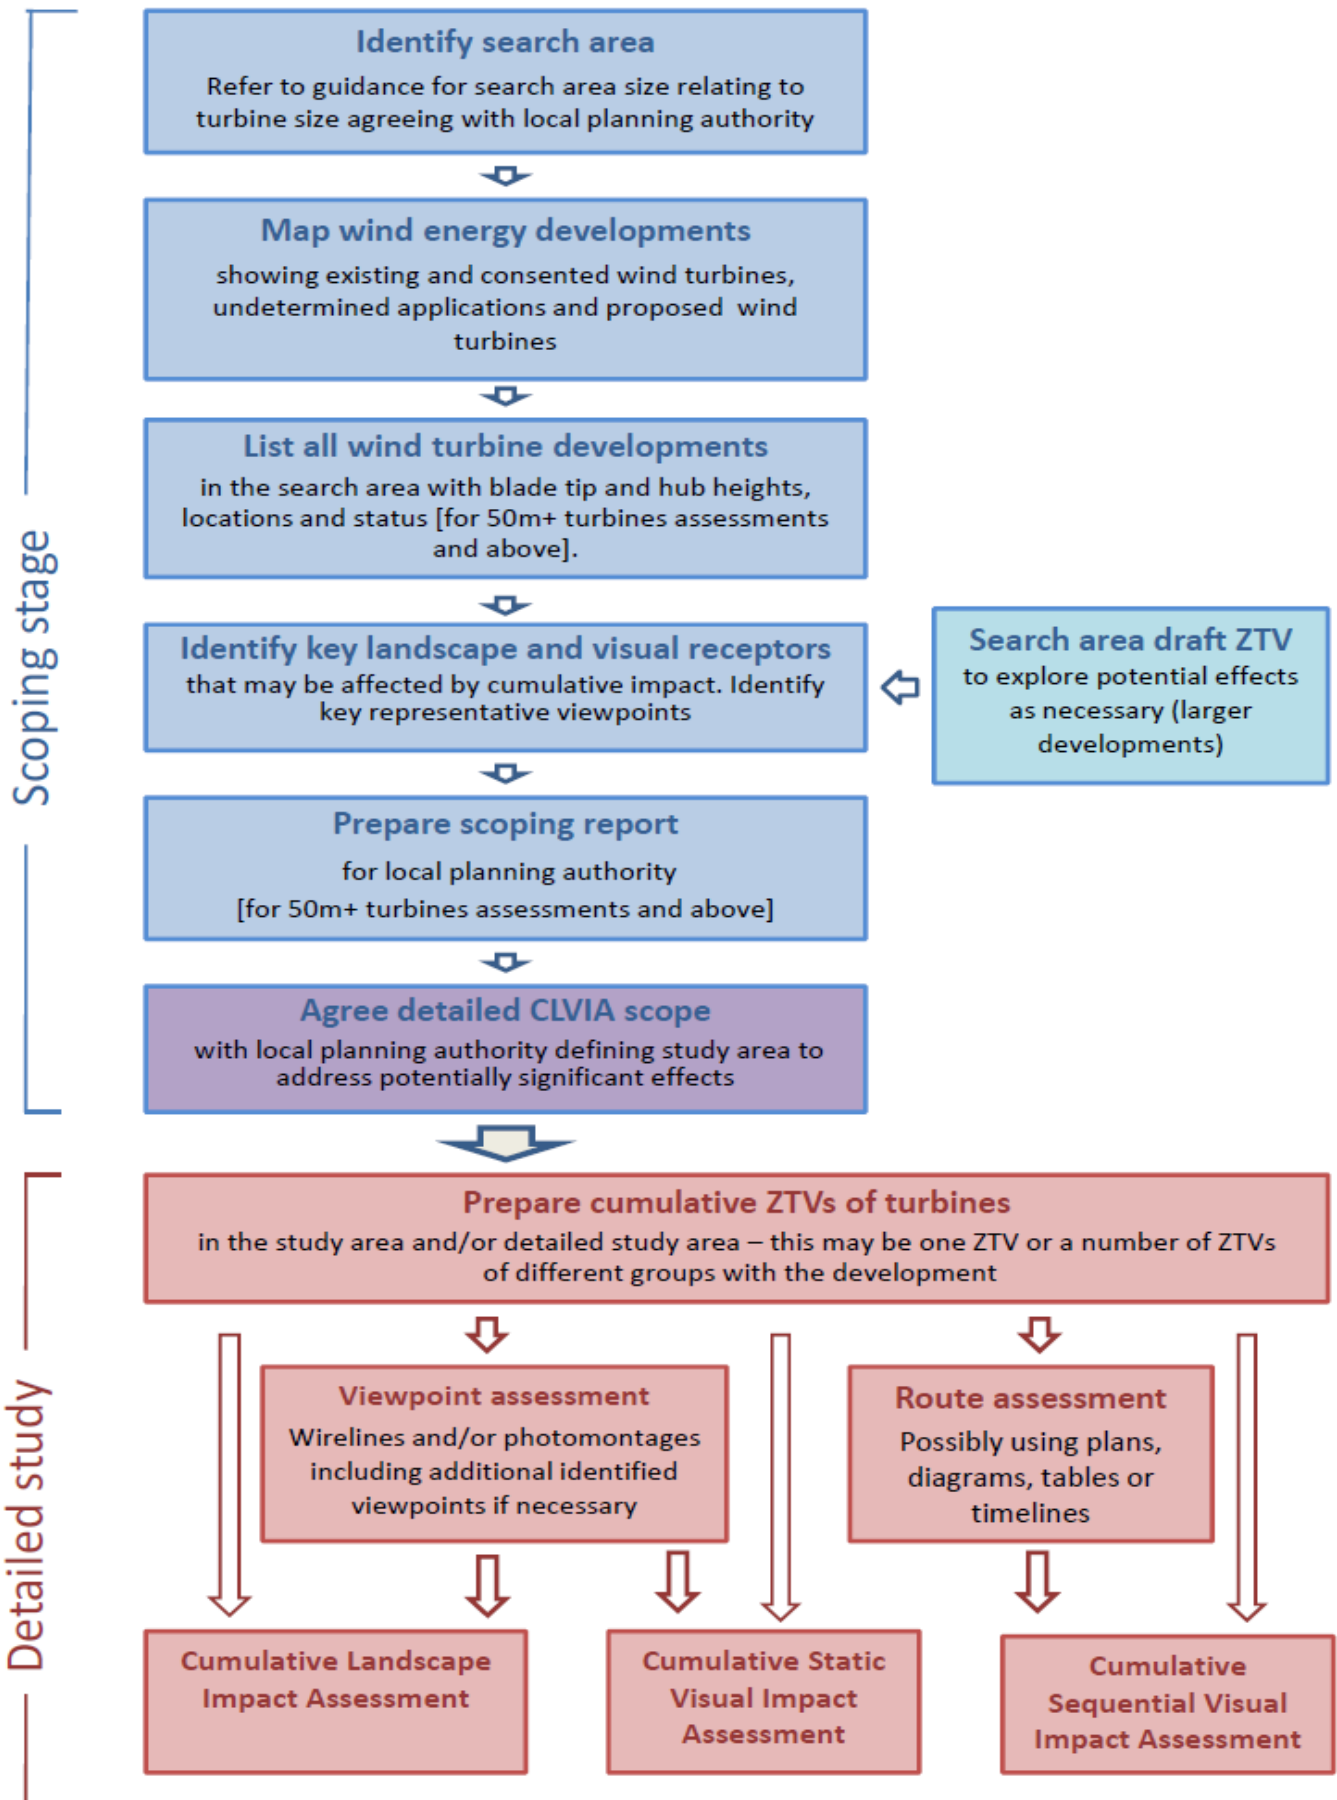 Scoping stage
Identify search area
Refer to guidance for search area size relating to
turbine size agreeing with local planning authority
Map wind energy developments
showing existing and consented wind turbines,
undetermined applications and proposed wind
turbines
List all wind turbine developments
in the search area with blade tip and hub heights,
locations and status [for 50m+ turbines assessments
and above].
Identify key landscape and visual receptors
that may be affected by cumulative impact. Identify
key representative viewpoints
Search area draft ZTV
to explore potential effects
as necessary (larger
developments)
Prepare scoping report
for local planning authority
[for 50m+ turbines assessments and above]
Agree detailed CLVIA scope
with local planning authority defining study area to
address potentially significant effects
Detailed study
Prepare cumulative ZTVs of turbines
in the study area and/or detailed study area – this may be one ZTV or a number of ZTVs
of different groups with the development
Viewpoint assessment
Wirelines and/or photomontages
including additional identified
viewpoints if necessary
Route assessment
Possibly using plans,
diagrams, tables or
timelines
Cumulative Landscape
Impact Assessment
Cumulative Static
Visual Impact
Assessment
Cumulative
Sequential Visual
Impact Assessment